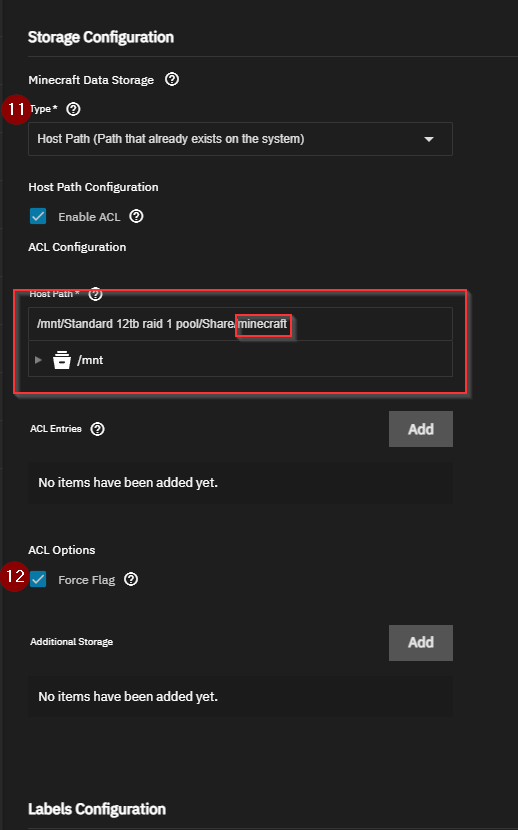 Storage Configuration
Minecraft Data Storage ?
11 Type * ?
Host Path (Path that already exists on the system)
Host Path Configuration
Enable ACL ?
ACL Configuration
Host Path * ?
/mnt/Standard 12tb raid 1 pool/Share/minecraft
/mnt
ACL Entries ? Add
No items have been added yet.
ACL Options
12 Force Flag ?
Additional Storage Add
No items have been added yet.
Labels Configuration